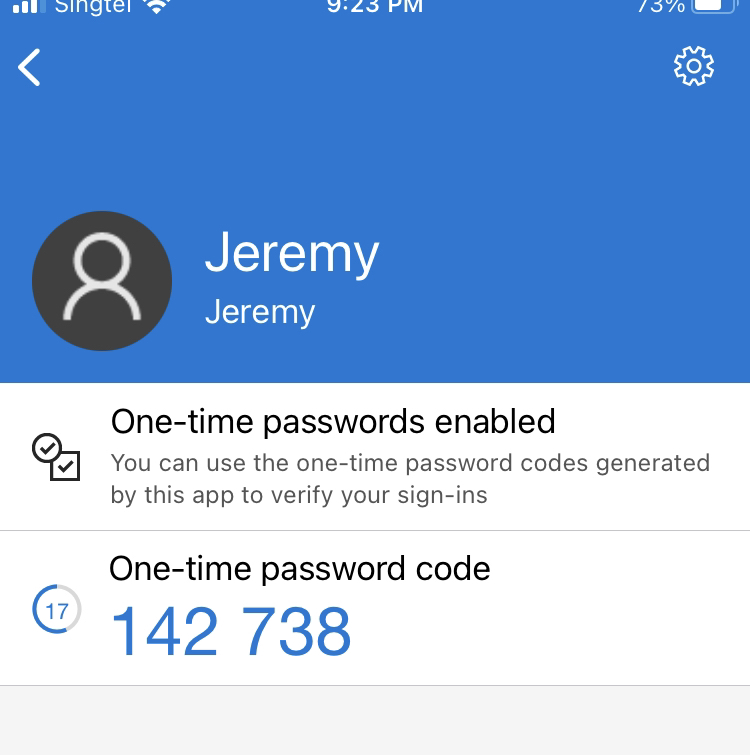 Singtel 9:23 PM 73%
Jeremy
Jeremy
One-time passwords enabled
You can use the one-time password codes generated
by this app to verify your sign-ins
One-time password code
17
142 738